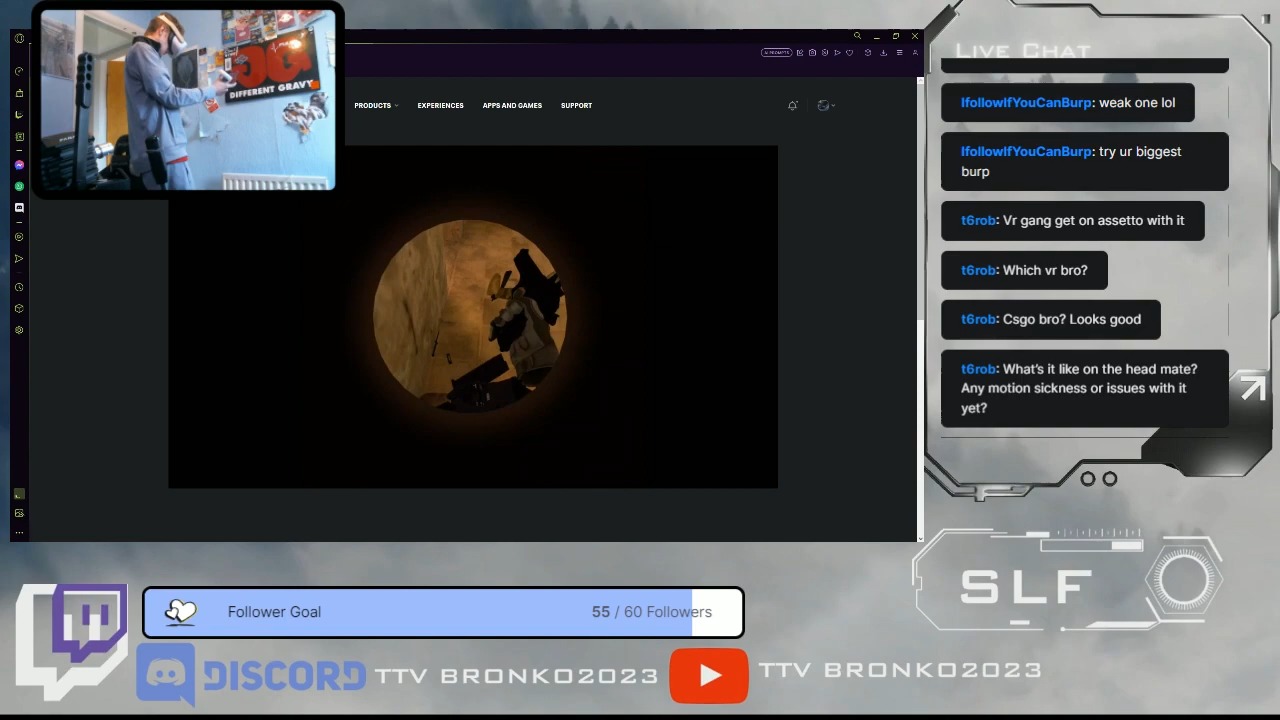 3G
DIFFERENT GRAVY
AI PROMPTS
PRODUCTS
EXPERIENCES
APPS AND GAMES
SUPPORT
LIVE CHAT
IfollowIfYouCanBurp: weak one lol
IfollowIfYouCanBurp: try ur biggest
burp
t6rob: Vr gang get on assetto with it
t6rob: Which vr bro?
t6rob: Csgo bro? Looks good
t6rob: What's it like on the head mate?
Any motion sickness or issues with it
yet?
SLF
Follower Goal
55 / 60 Followers
DISCORD
TTV BRONKO2023
TTV BRONKO2023